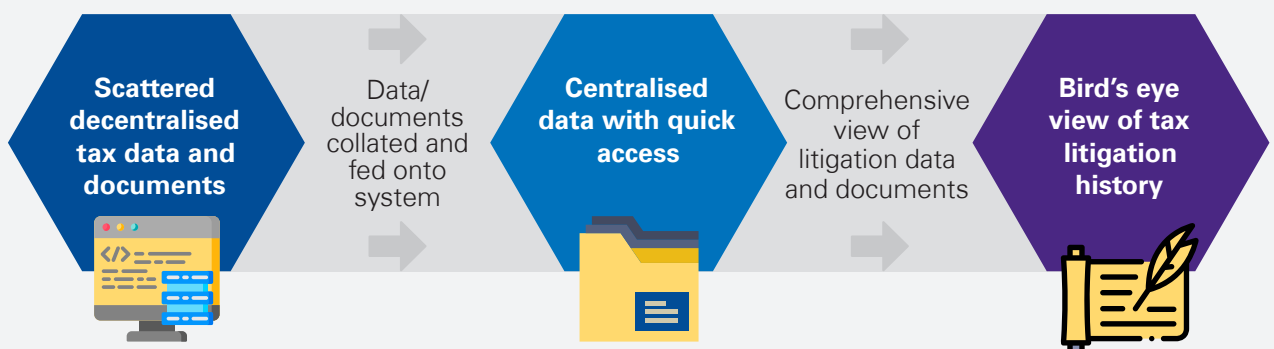 Scattered
decentralised
tax data and
documents
Data/
documents
collated and
fed onto
system
Centralised
data with quick
access
Comprehensive
view of
litigation data
and documents
Bird’s eye
view of tax
litigation
history
</>